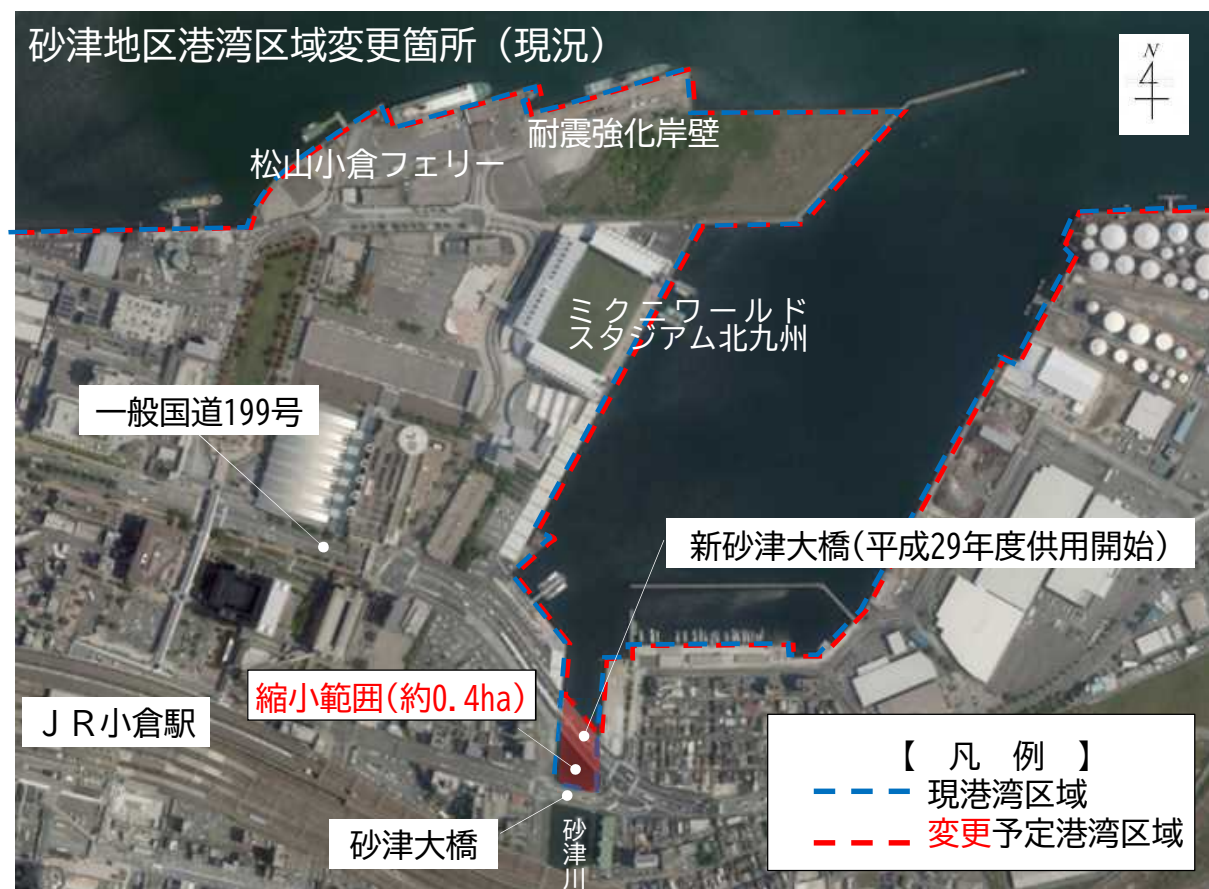 砂津地区港湾区域変更箇所（現況）
N
松山小倉フェリー
耐震強化岸壁
ミクニワールド
スタジアム北九州
一般国道199号
新砂津大橋(平成29年度供用開始)
縮小範囲(約0.4ha)
ＪＲ小倉駅
砂津大橋
砂津川
【 凡 例 】
現港湾区域
変更予定港湾区域